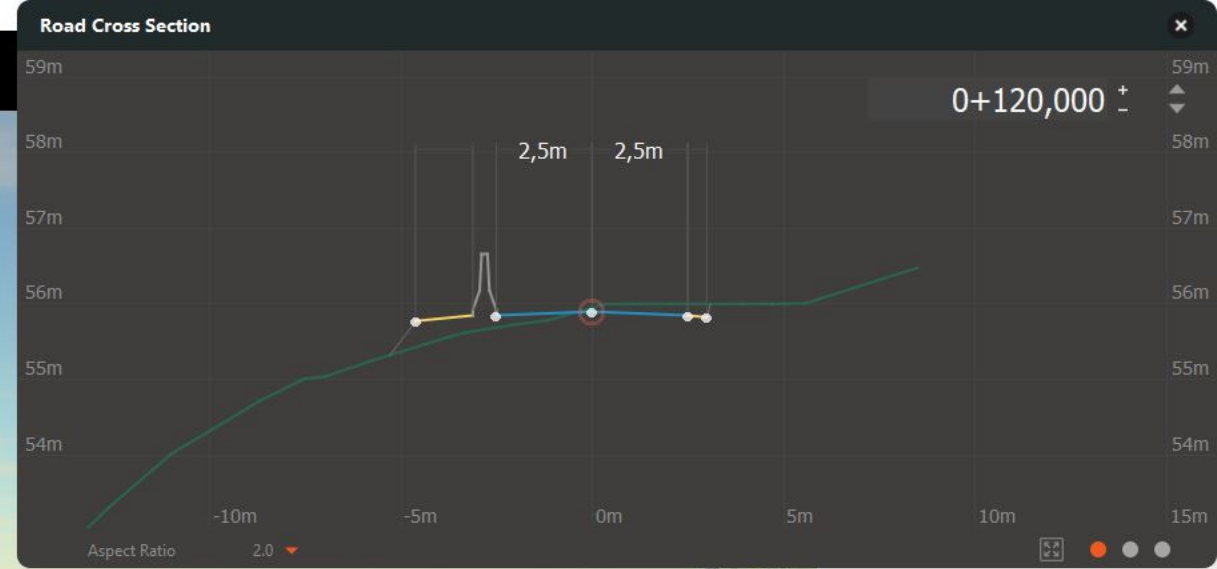 Road Cross Section
59m 59m
0+120,000 + -
58m 2,5m 2,5m 58m
57m 57m
56m 56m
55m 55m
54m 54m
-10m -5m 0m 5m 10m 15m
Aspect Ratio 2.0